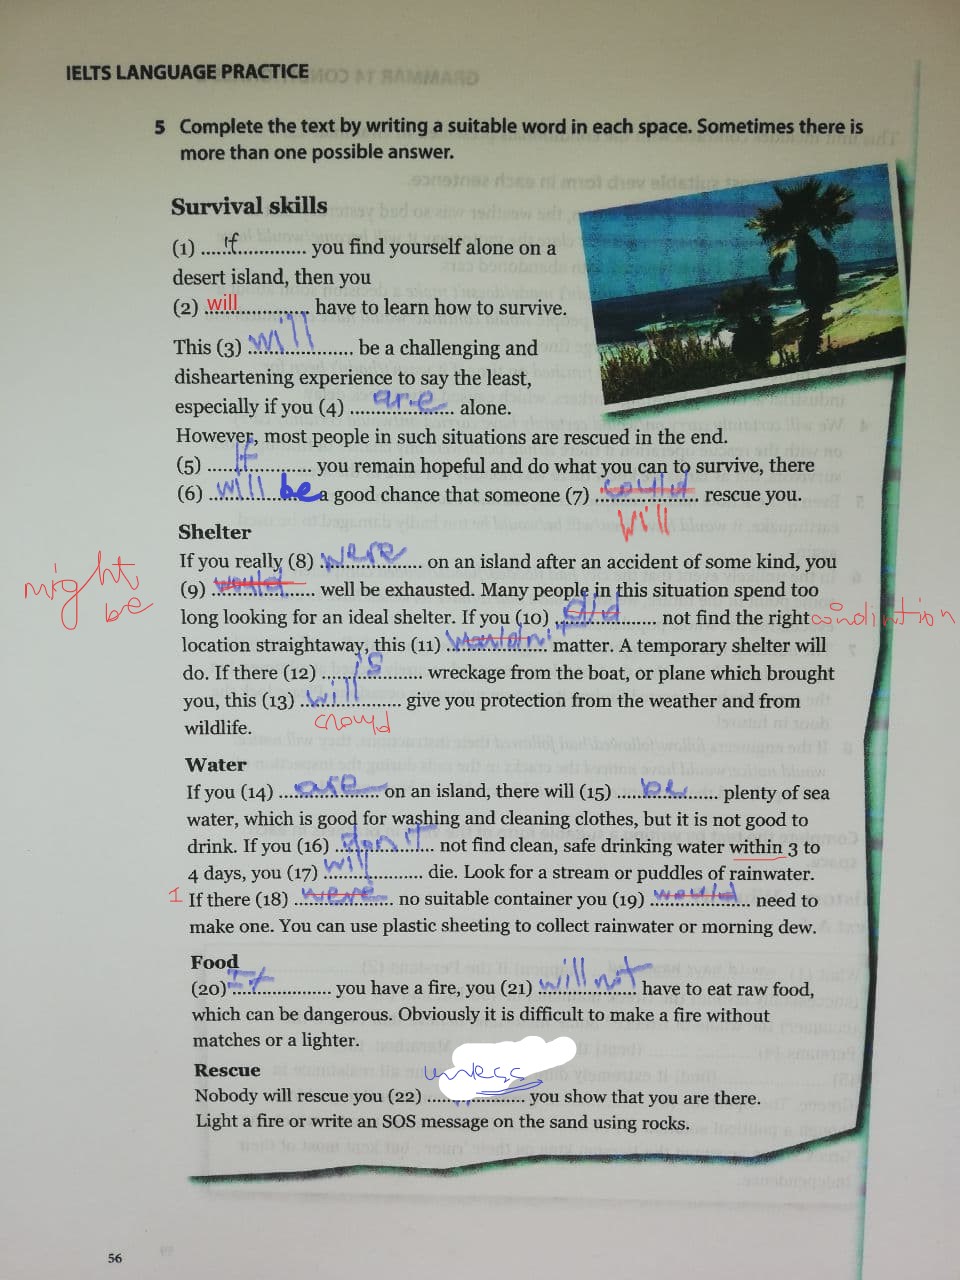 IELTS LANGUAGE PRACTICE
5 Complete the text by writing a suitable word in each space. Sometimes there is
more than one possible answer.
Survival skills
(1) .....If............. you find yourself alone on a
desert island, then you
(2) will.................... have to learn how to survive.
This (3) will.................... be a challenging and
disheartening experience to say the least,
especially if you (4) are.................... alone.
However, most people in such situations are rescued in the end.
(5) .....If............. you remain hopeful and do what you can to survive, there
(6) will be a good chance that someone (7) could.................... rescue you.
will
Shelter
If you really (8) were.................... on an island after an accident of some kind, you
might be
(9) would.................... well be exhausted. Many people in this situation spend too
long looking for an ideal shelter. If you (10) did.................... not find the right condintion
location straightaway, this (11) .................... matter. A temporary shelter will
do. If there (12) is.................... wreckage from the boat, or plane which brought
you, this (13) will.................... give you protection from the weather and from
wildlife.
Water
If you (14) are.................... on an island, there will (15) be.................... plenty of sea
water, which is good for washing and cleaning clothes, but it is not good to
drink. If you (16) don't.................... not find clean, safe drinking water within 3 to
4 days, you (17) will.................... die. Look for a stream or puddles of rainwater.
1 If there (18) were.................... no suitable container you (19) would.................... need to
make one. You can use plastic sheeting to collect rainwater or morning dew.
Food
(20) If.................... you have a fire, you (21) will not.................... have to eat raw food,
which can be dangerous. Obviously it is difficult to make a fire without
matches or a lighter.
Rescue
Nobody will rescue you (22) unless.................... you show that you are there.
Light a fire or write an SOS message on the sand using rocks.
56